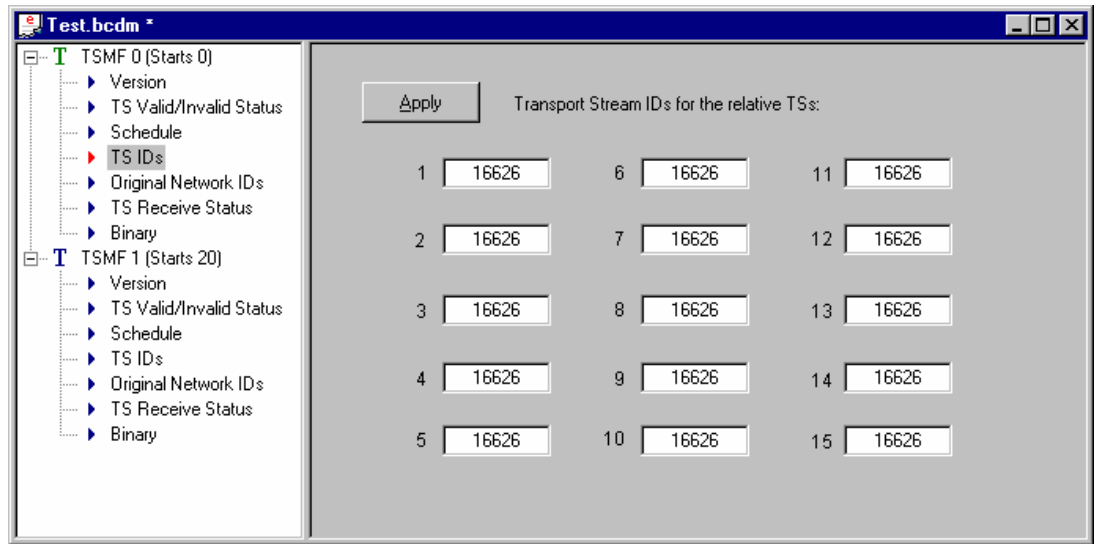 Test.bcdm *
TSMF 0 (Starts 0)
Version
TS Valid/Invalid Status
Schedule
TS IDs
Original Network IDs
TS Receive Status
Binary
TSMF 1 (Starts 20)
Version
TS Valid/Invalid Status
Schedule
TS IDs
Original Network IDs
TS Receive Status
Binary
Apply Transport Stream IDs for the relative TSs:
1 16626 6 16626 11 16626
2 16626 7 16626 12 16626
3 16626 8 16626 13 16626
4 16626 9 16626 14 16626
5 16626 10 16626 15 16626